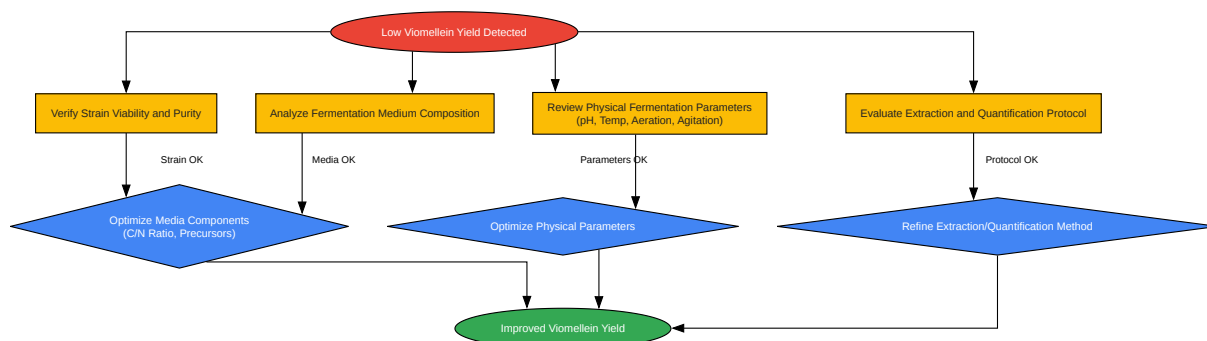 Low Viomellein Yield Detected
Verify Strain Viability and Purity
Analyze Fermentation Medium Composition
Review Physical Fermentation Parameters
(pH, Temp, Aeration, Agitation)
Evaluate Extraction and Quantification Protocol
Strain OK
Media OK
Parameters OK
Protocol OK
Optimize Media Components
(C/N Ratio, Precursors)
Optimize Physical Parameters
Refine Extraction/Quantification Method
Improved Viomellein Yield